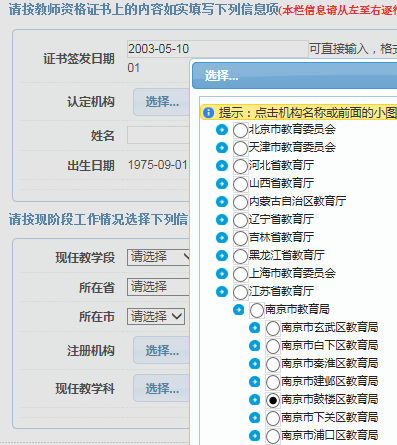 请按教师资格证书上的内容如实填写下列信息项(本栏信息请从左至右逐
证书签发日期 2003-05-10 可直接输入，格式
01
选择...
认定机构 选择...
提示：点击机构名称或前面的小图
姓名
北京市教育委员会
天津市教育委员会
出生日期 1975-09-01
河北省教育厅
山西省教育厅
内蒙古自治区教育厅
请按现阶段工作情况选择下列信
辽宁省教育厅
吉林省教育厅
现任教学段 请选择
黑龙江省教育厅
上海市教育委员会
所在省 请选择
江苏省教育厅
南京市教育局
所在市 请选择
南京市玄武区教育局
南京市白下区教育局
注册机构 选择...
南京市秦淮区教育局
南京市建邺区教育局
现任教学科 选择...
南京市鼓楼区教育局
南京市下关区教育局
南京市浦口区教育局